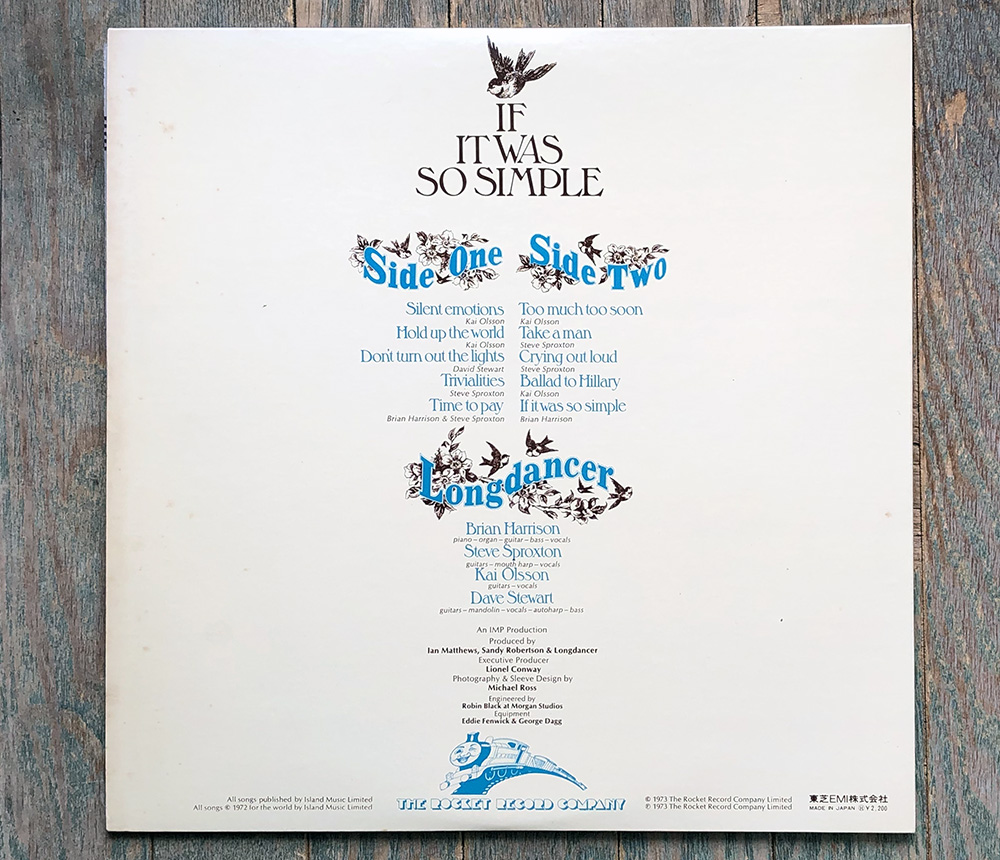 IF
IT WAS
SO SIMPLE
Side One
Silent emotions
Kai Olsson
Hold up the world
Kai Olsson
Don't turn out the lights
David Stewart
Trivialities
Steve Sproxton
Time to pay
Brian Harrison & Steve Sproxton
Side Two
Too much too soon
Kai Olsson
Take a man
Steve Sproxton
Crying out loud
Steve Sproxton
Ballad to Hillary
Kai Olsson
If it was so simple
Brian Harrison
Longdancer
Brian Harrison
piano – organ – guitar – bass – vocals
Steve Sproxton
guitars – mouth harp – vocals
Kai Olsson
guitars – vocals
Dave Stewart
guitars – mandolin – vocals – autoharp – bass
An IMP Production
Produced by
Ian Matthews, Sandy Robertson & Longdancer
Executive Producer
Lionel Conway
Photography & Sleeve Design by
Michael Ross
Engineered by
Robin Black at Morgan Studios
Equipment
Eddie Fenwick & George Dagg
THE ROCKET RECORD COMPANY
All songs published by Island Music Limited
All songs © 1972 for the world by Island Music Limited
© 1973 The Rocket Record Company Limited
℗ 1973 The Rocket Record Company Limited
東芝EMI株式会社
MADE IN JAPAN ¥2,200